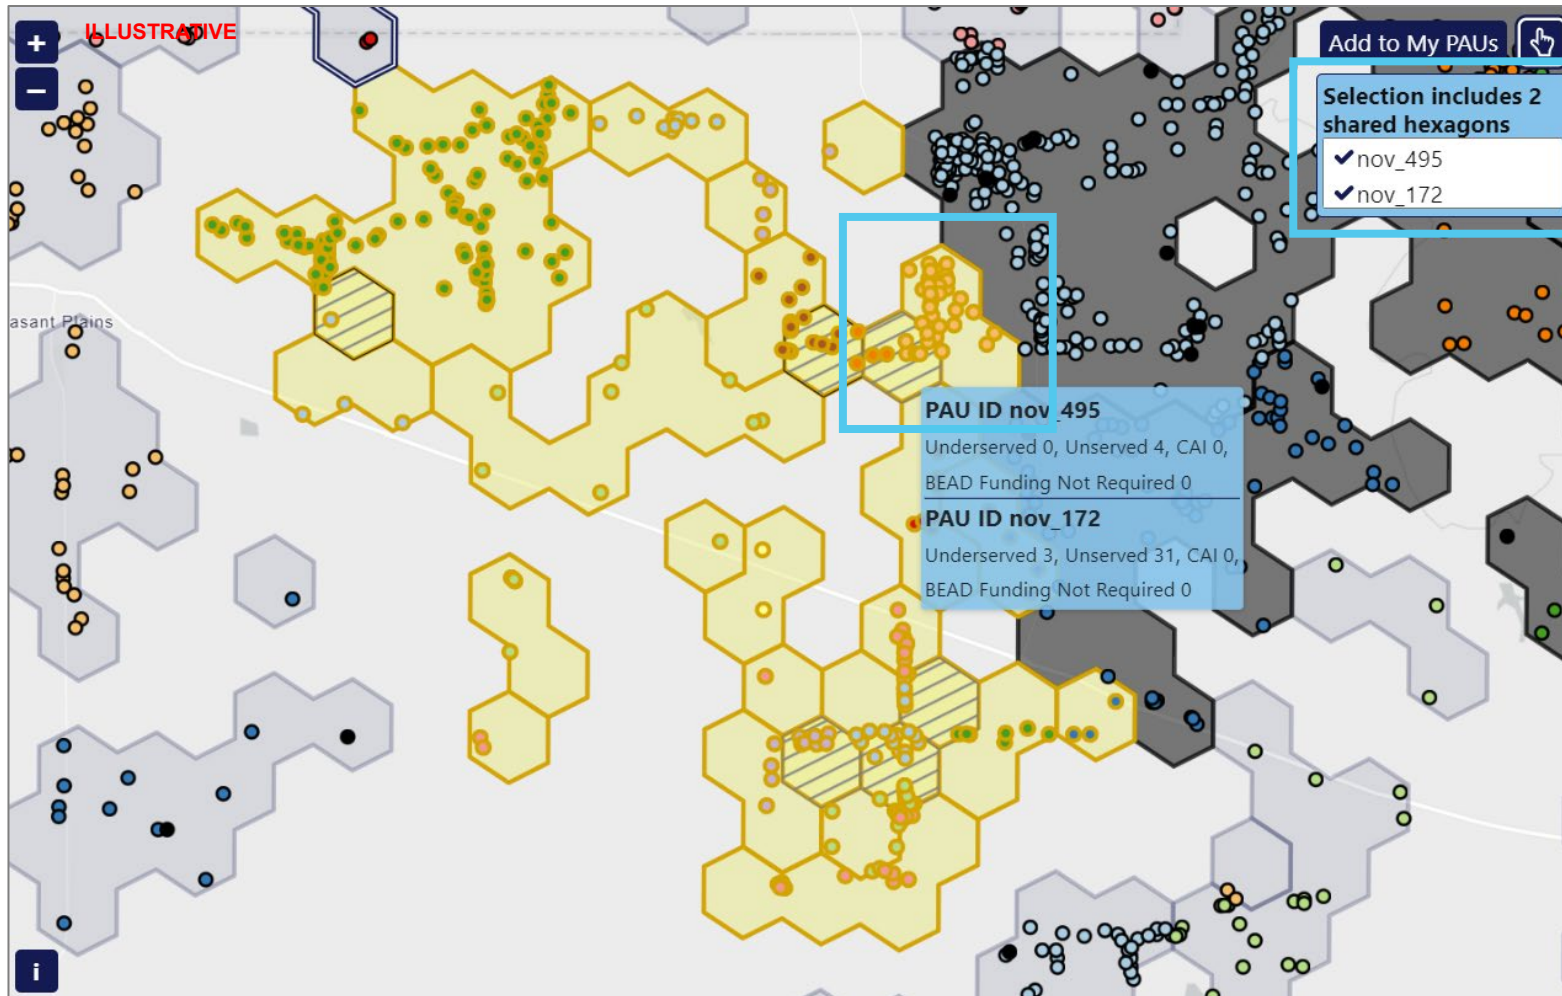 +
ILLUSTRATIVE
−
Add to My PAUs
Selection includes 2
shared hexagons
✔nov_495
✔nov_172
asant Plains
PAU ID nov_495
Underserved 0, Unserved 4, CAI 0,
BEAD Funding Not Required 0
PAU ID nov_172
Underserved 3, Unserved 31, CAI 0,
BEAD Funding Not Required 0
i